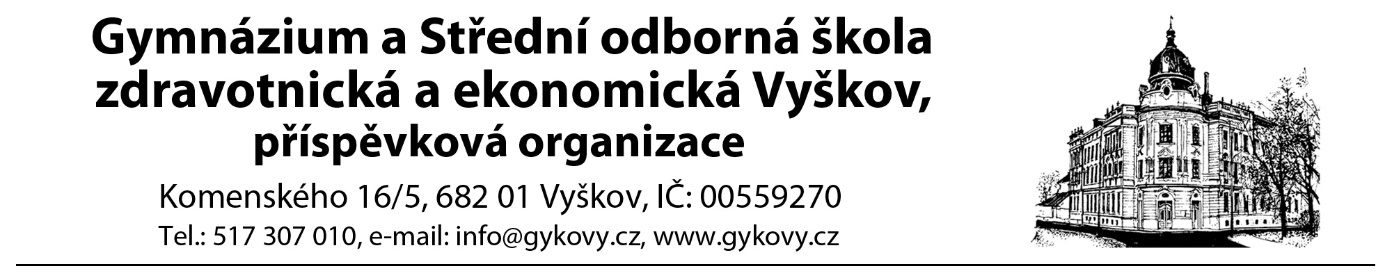 Gymnázium a Střední odborná škola
zdravotnická a ekonomická Vyškov,
příspěvková organizace
Komenského 16/5, 682 01 Vyškov, IČ: 00559270
Tel.: 517 307 010, e-mail: info@gykovy.cz, www.gykovy.cz